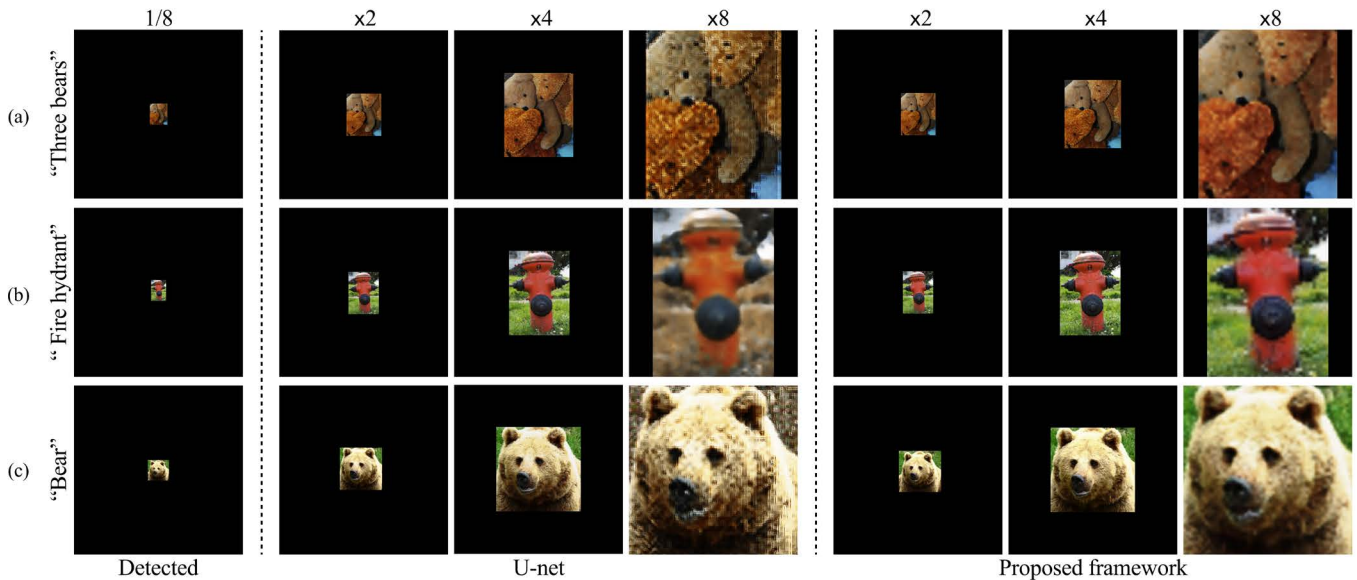 1/8 x2 x4 x8 x2 x4 x8
(a) “Three bears”
(b) “ Fire hydrant”
(c) “Bear”
Detected U-net Proposed framework